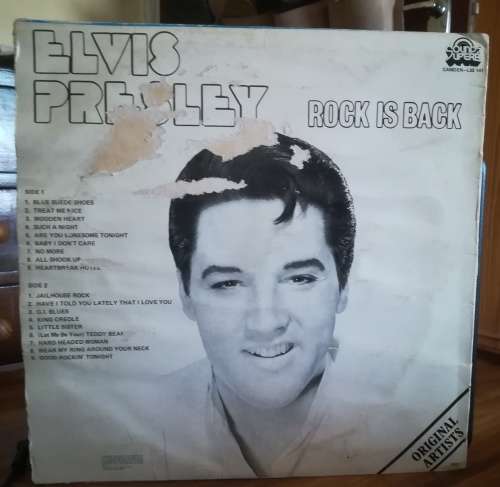 ELVIS
PRESLEY
SOUNDS
SUPERB
CAMDEN-LSS
ROCK IS BACK
SIDE 1
1. BLUE SUEDE SHOES
2. TREAT ME NICE
3. WOODEN HEART
4. SUCH A NIGHT
5. ARE YOU LONESOME TONIGHT
6. BABY I DON'T CARE
7. NO MORE
8. ALL SHOOK UP
9. HEARTBREAK HOTEL
SIDE 2
1. JAILHOUSE ROCK
2. HAVE I TOLD YOU LATELY THAT I LOVE YOU
3. G.I. BLUES
4. KING CREOLE
5. LITTLE SISTER
6. (Let Me Be Your) TEDDY BEAR
7. HARD HEADED WOMAN
8. WEAR MY RING AROUND YOUR NECK
9. GOOD ROCKIN' TONIGHT
ORIGINAL
ARTISTS